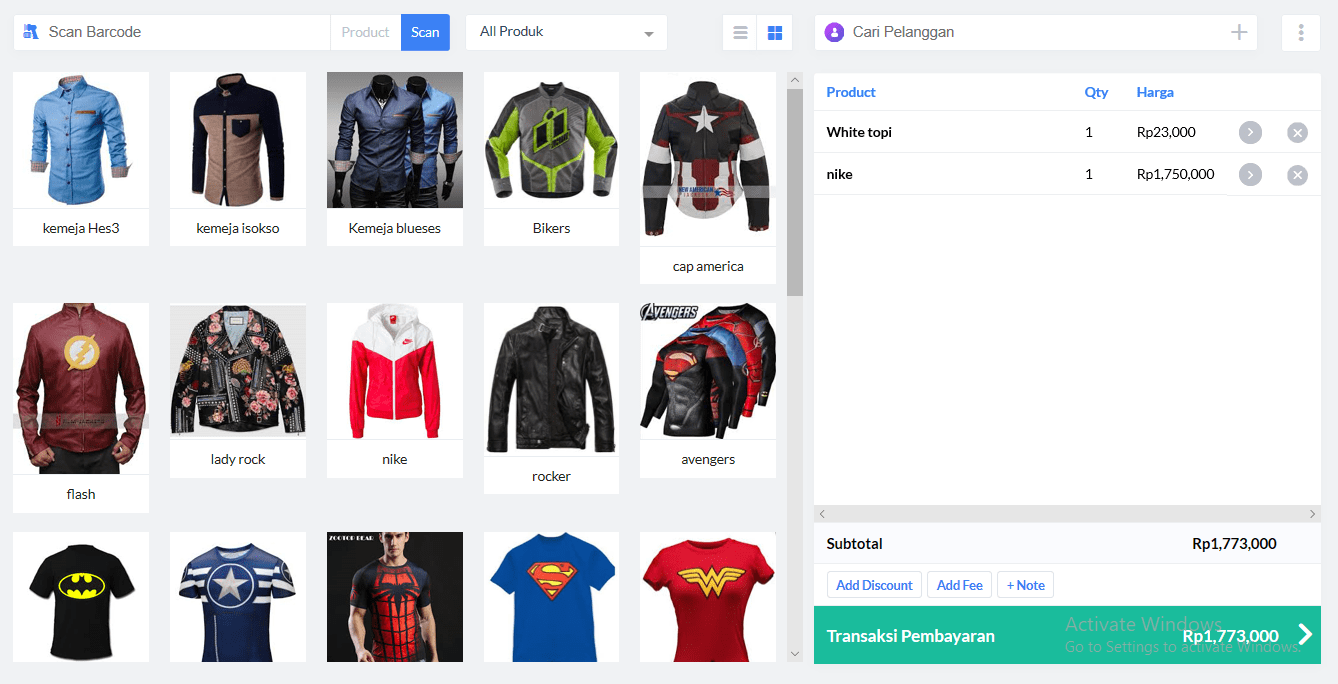 Scan Barcode
Product
Scan
All Produk
Cari Pelanggan
kemeja Hes3
kemeja isokso
Kemeja blueses
Bikers
NEW AMERICAN
cap america
flash
lady rock
nike
rocker
AVENGERS
avengers
ZOOTOP BEAR
Product Qty Harga
White topi 1 Rp23,000
nike 1 Rp1,750,000
Subtotal Rp1,773,000
Add Discount
Add Fee
+ Note
Transaksi Pembayaran Rp1,773,000
Activate Windows
Go to Settings to activate Windows.